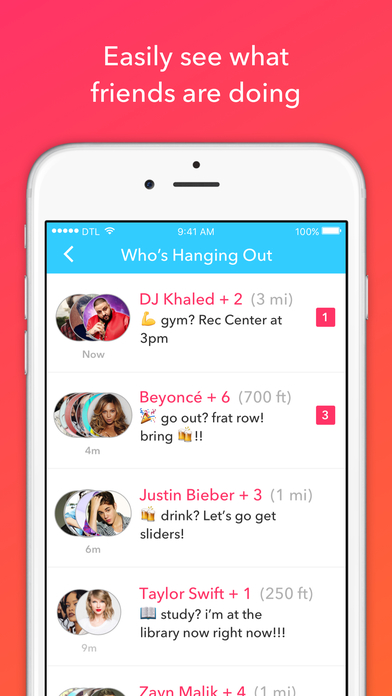 Easily see what
friends are doing
DTL 9:41 AM 100%
Who's Hanging Out
DJ Khaled + 2 (3 mi)
💪 gym? Rec Center at
3pm
1
Now
Beyoncé + 6 (700 ft)
🎉 go out? frat row!
bring 🍻!!
3
4m
Justin Bieber + 3 (1 mi)
🍻 drink? Let's go get
sliders!
6m
Taylor Swift + 1 (250 ft)
📖 study? i'm at the
library now right now!!!
9m
Zayn Malik + 4 (1 mi)